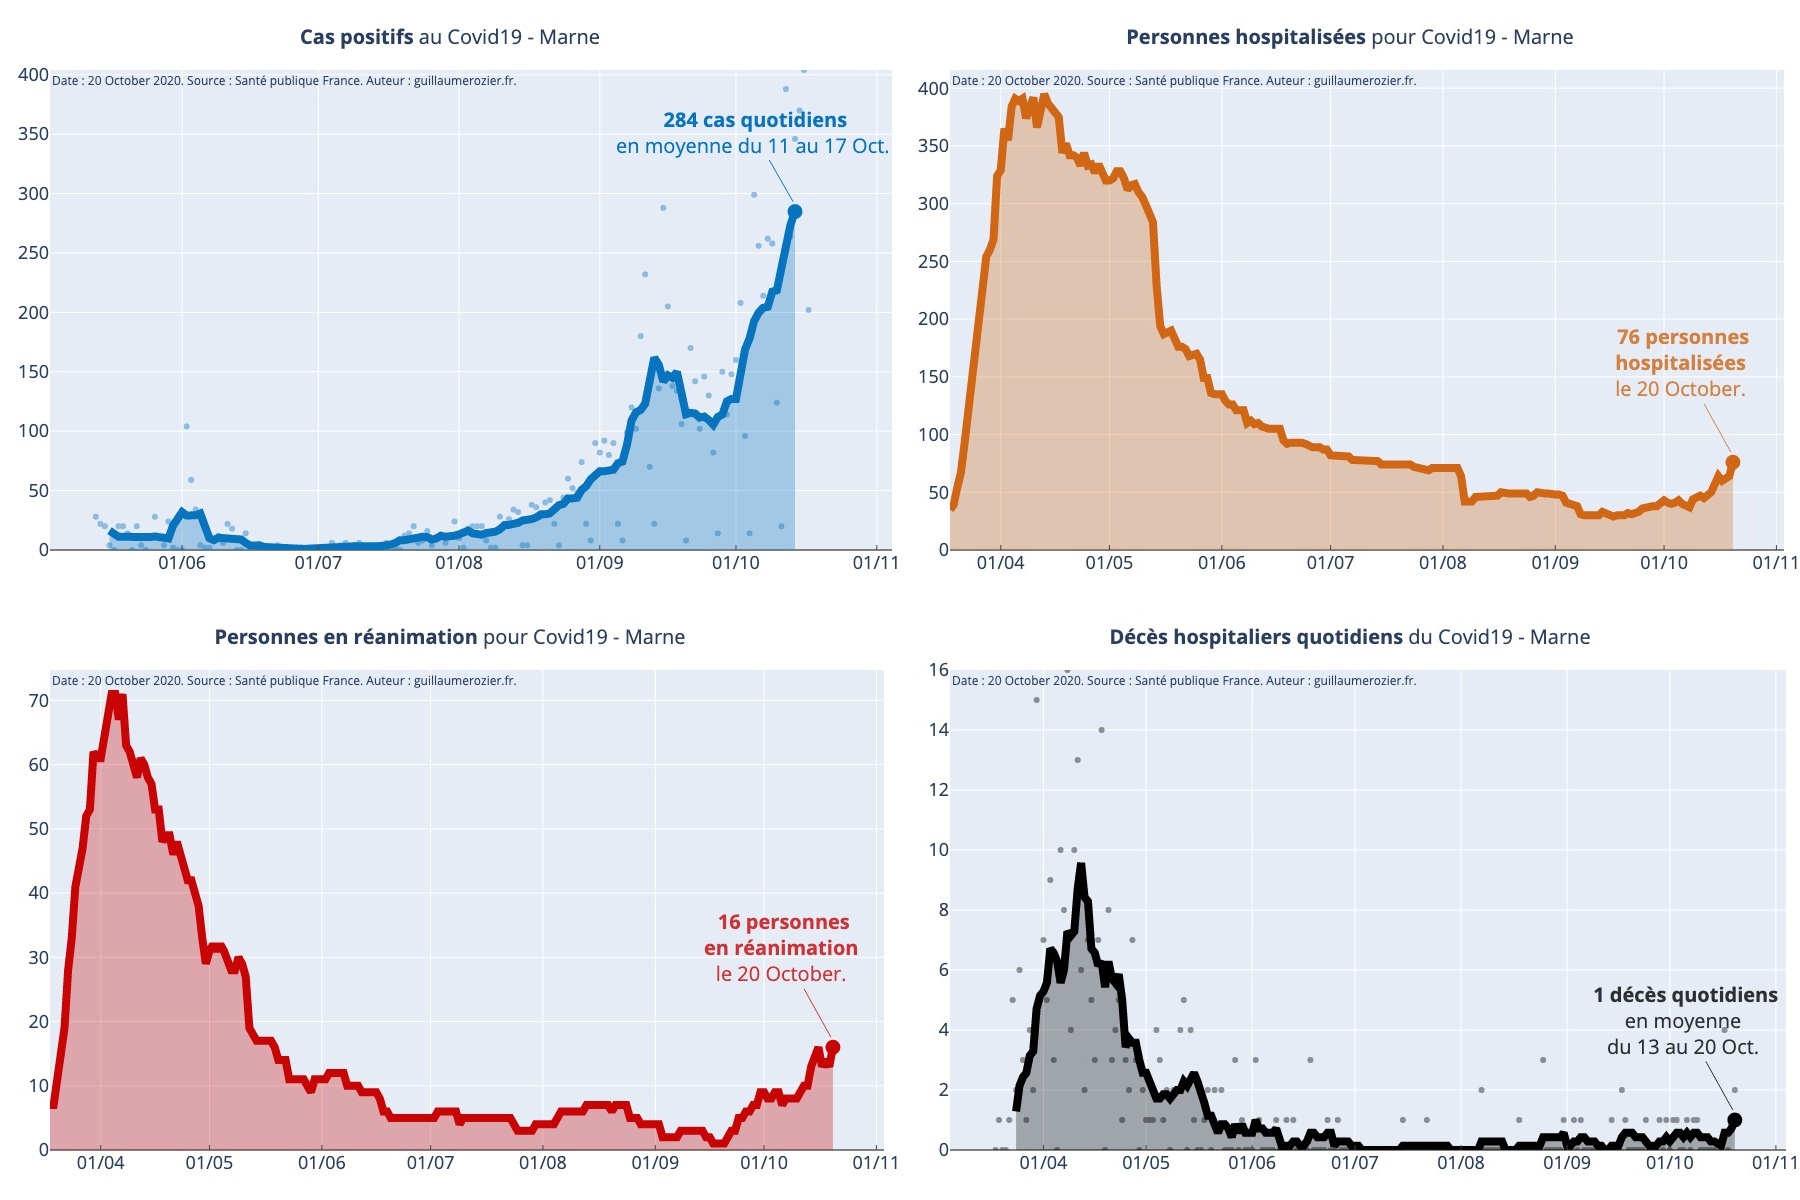 Cas positifs au Covid19 - Marne
Date : 20 October 2020. Source : Santé publique France. Auteur : guillaumerozier.fr.
400
350
300
250
200
150
100
50
0
284 cas quotidiens
en moyenne du 11 au 17 Oct.
01/06 01/07 01/08 01/09 01/10 01/11
Personnes hospitalisées pour Covid19 - Marne
Date : 20 October 2020. Source : Santé publique France. Auteur : guillaumerozier.fr.
400
350
300
250
200
150
100
50
0
76 personnes
hospitalisées
le 20 October.
01/04 01/05 01/06 01/07 01/08 01/09 01/10 01/11
Personnes en réanimation pour Covid19 - Marne
Date : 20 October 2020. Source : Santé publique France. Auteur : guillaumerozier.fr.
70
60
50
40
30
20
10
0
16 personnes
en réanimation
le 20 October.
01/04 01/05 01/06 01/07 01/08 01/09 01/10 01/11
Décès hospitaliers quotidiens du Covid19 - Marne
Date : 20 October 2020. Source : Santé publique France. Auteur : guillaumerozier.fr.
16
14
12
10
8
6
4
2
0
1 décès quotidiens
en moyenne
du 13 au 20 Oct.
01/04 01/05 01/06 01/07 01/08 01/09 01/10 01/11